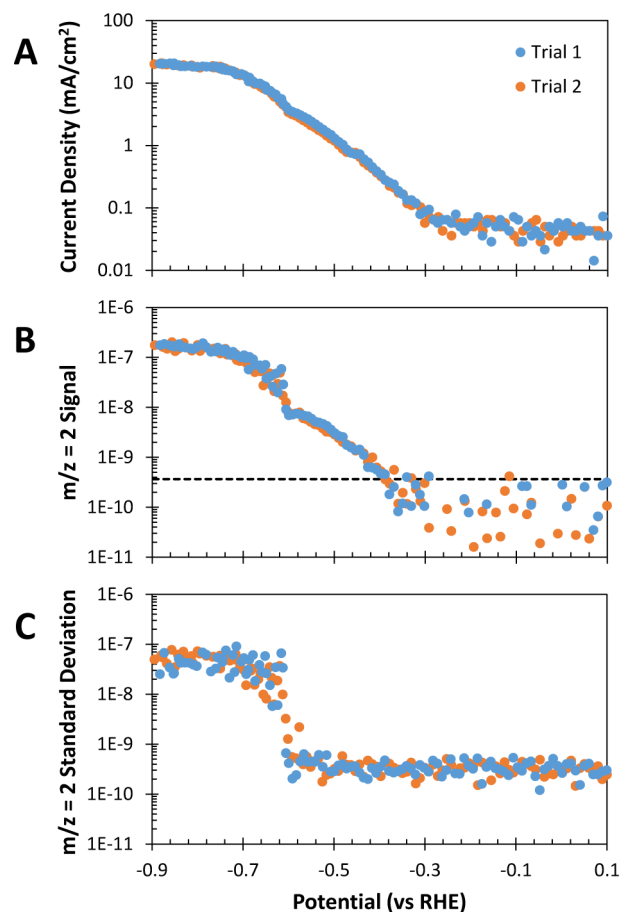 A
Current Density (mA/cm²)
100
10
1
0.1
0.01
Trial 1
Trial 2
B
m/z = 2 Signal
1E-6
1E-7
1E-8
1E-9
1E-10
1E-11
C
m/z = 2 Standard Deviation
1E-6
1E-7
1E-8
1E-9
1E-10
1E-11
-0.9 -0.7 -0.5 -0.3 -0.1 0.1
Potential (vs RHE)